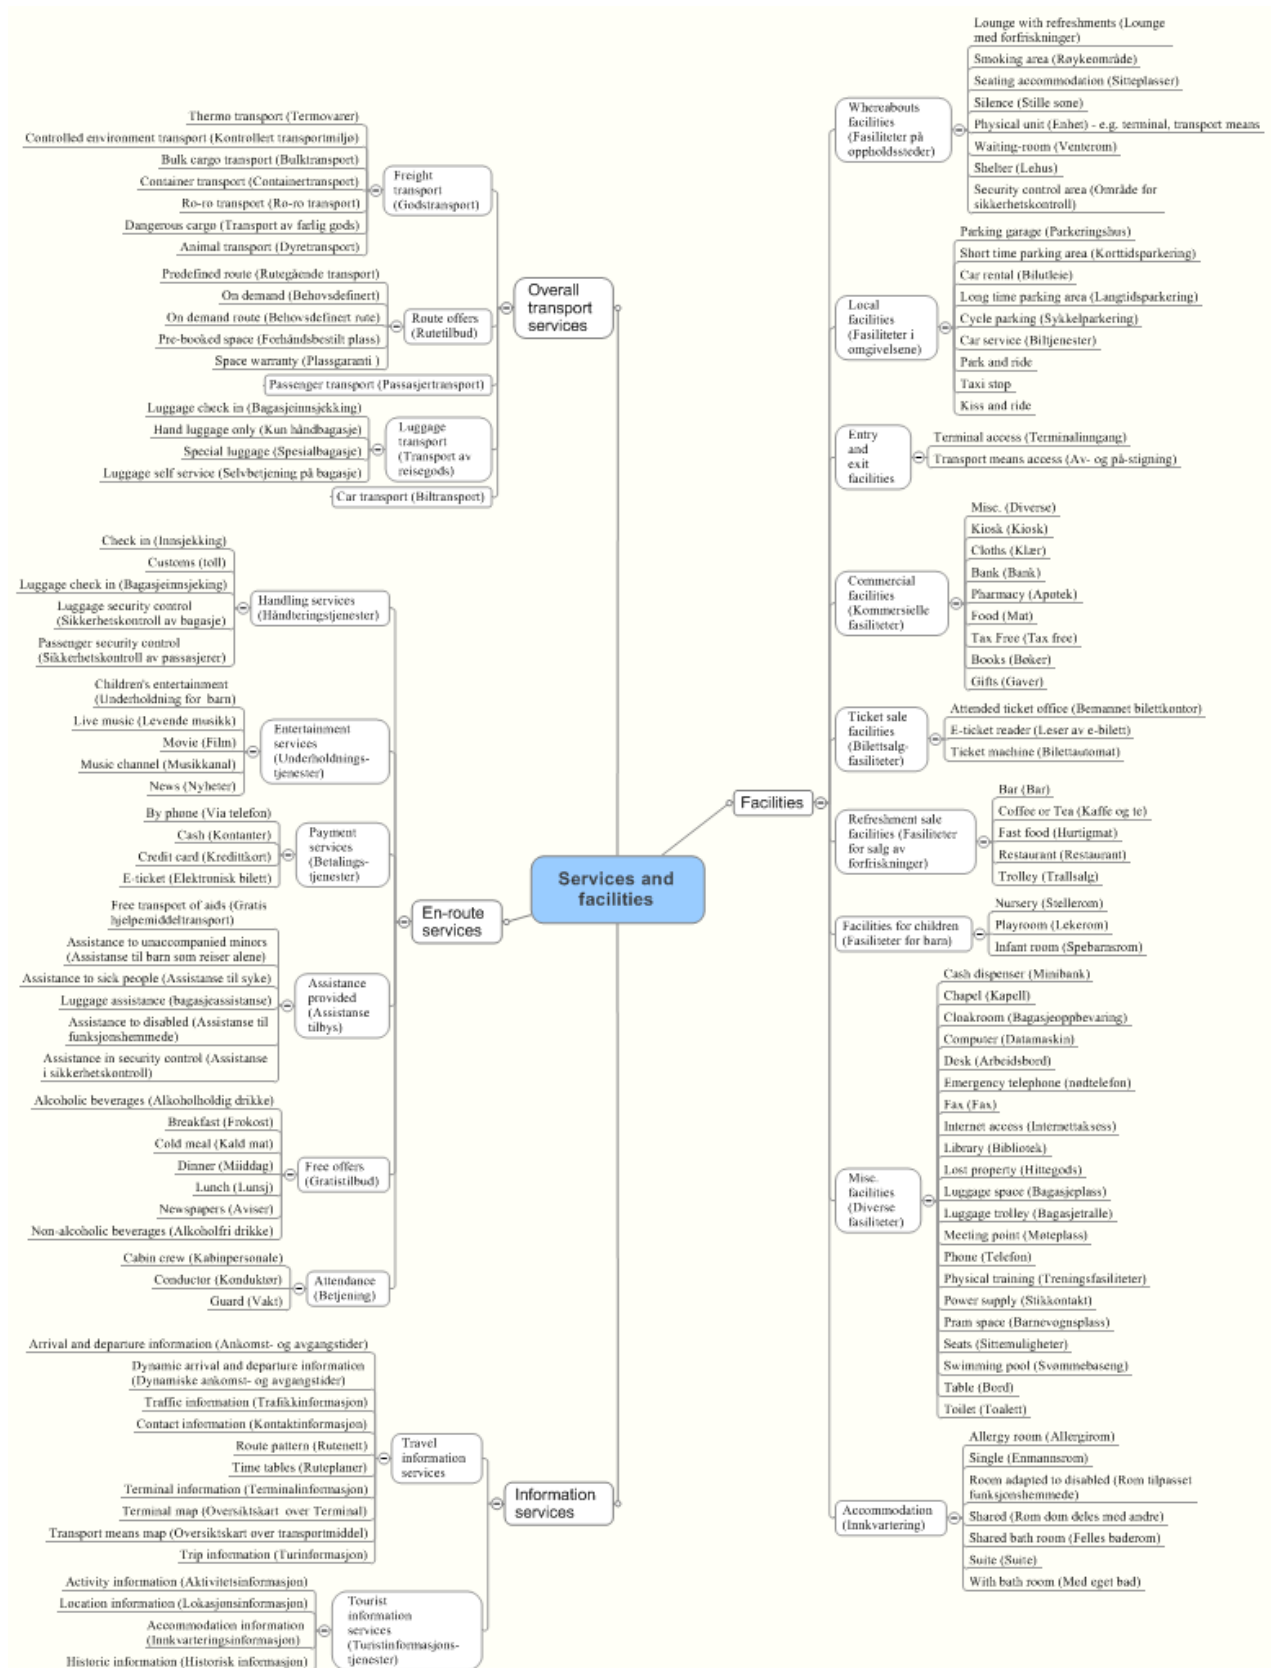 Services and
facilities
Overall
transport
services
Freight
transport
(Godstransport)
Thermo transport (Termovarer)
Controlled environment transport (Kontrollert transportmiljø)
Bulk cargo transport (Bulktransport)
Container transport (Containertransport)
Ro-ro transport (Ro-ro transport)
Dangerous cargo (Transport av farlig gods)
Animal transport (Dyretransport)
Route offers
(Rutetilbud)
Predefined route (Rutegående transport)
On demand (Behovsdefinert)
On demand route (Behovsdefinert rute)
Pre-booked space (Forhåndsbestilt plass)
Space warranty (Plassgaranti )
Passenger transport (Passasjertransport)
Luggage
transport
(Transport av
reisegods)
Luggage check in (Bagasjeinnsjekking)
Hand luggage only (Kun håndbagasje)
Special luggage (Spesialbagasje)
Luggage self service (Selvbetjening på bagasje)
Car transport (Biltransport)
En-route
services
Handling services
(Håndteringstjenester)
Check in (Innsjekking)
Customs (toll)
Luggage check in (Bagasjeinnsjeking)
Luggage security control
(Sikkerhetskontroll av bagasje)
Passenger security control
(Sikkerhetskontroll av passasjerer)
Entertainment
services
(Underholdnings-
tjenester)
Children's entertainment
(Underholdning for barn)
Live music (Levende musikk)
Movie (Film)
Music channel (Musikkanal)
News (Nyheter)
Payment
services
(Betalings-
tjenester)
By phone (Via telefon)
Cash (Kontanter)
Credit card (Kredittkort)
E-ticket (Elektronisk bilett)
Assistance
provided
(Assistanse
tilbys)
Free transport of aids (Gratis
hjelpemiddeltransport)
Assistance to unaccompanied minors
(Assistanse til barn som reiser alene)
Assistance to sick people (Assistanse til syke)
Luggage assistance (bagasjeassistanse)
Assistance to disabled (Assistanse til
funksjonshemmede)
Assistance in security control (Assistanse
i sikkerhetskontroll)
Free offers
(Gratistilbud)
Alcoholic beverages (Alkoholholdig drikke)
Breakfast (Frokost)
Cold meal (Kald mat)
Dinner (Miiddag)
Lunch (Lunsj)
Newspapers (Aviser)
Non-alcoholic beverages (Alkoholfri drikke)
Attendance
(Betjening)
Cabin crew (Kabinpersonale)
Conductor (Konduktør)
Guard (Vakt)
Information
services
Travel
information
services
Arrival and departure information (Ankomst- og avgangstider)
Dynamic arrival and departure information
(Dynamiske ankomst- og avgangstider)
Traffic information (Trafikkinformasjon)
Contact information (Kontaktinformasjon)
Route pattern (Rutenett)
Time tables (Ruteplaner)
Terminal information (Terminalinformasjon)
Terminal map (Oversiktskart over Terminal)
Transport means map (Oversiktskart over transportmiddel)
Trip information (Turinformasjon)
Tourist
information
services
(Turistinformasjons-
tjenester)
Activity information (Aktivitetsinformasjon)
Location information (Lokasjonsinformasjon)
Accommodation information
(Innkvarteringsinformasjon)
Historic information (Historisk informasjon)
Facilities
Whereabouts
facilities
(Fasiliteter på
oppholdssteder)
Lounge with refreshments (Lounge
med forfriskninger)
Smoking area (Røykeområde)
Seating accommodation (Sitteplasser)
Silence (Stille sone)
Physical unit (Enhet) - e.g. terminal, transport means
Waiting-room (Venterom)
Shelter (Lehus)
Security control area (Område for
sikkerhetskontroll)
Local
facilities
(Fasiliteter i
omgivelsene)
Parking garage (Parkeringshus)
Short time parking area (Korttidsparkering)
Car rental (Bilutleie)
Long time parking area (Langtidsparkering)
Cycle parking (Sykkelparkering)
Car service (Biltjenester)
Park and ride
Taxi stop
Kiss and ride
Entry
and
exit
facilities
Terminal access (Terminalinngang)
Transport means access (Av- og på-stigning)
Commercial
facilities
(Kommersielle
fasiliteter)
Misc. (Diverse)
Kiosk (Kiosk)
Cloths (Klær)
Bank (Bank)
Pharmacy (Apotek)
Food (Mat)
Tax Free (Tax free)
Books (Bøker)
Gifts (Gaver)
Ticket sale
facilities
(Bilettsalg-
fasiliteter)
Attended ticket office (Bemannet bilettkontor)
E-ticket reader (Leser av e-bilett)
Ticket machine (Bilettautomat)
Refreshment sale
facilities (Fasiliteter
for salg av
forfriskninger)
Bar (Bar)
Coffee or Tea (Kaffe og te)
Fast food (Hurtigmat)
Restaurant (Restaurant)
Trolley (Trallsalg)
Facilities for children
(Fasiliteter for barn)
Nursery (Stellerom)
Playroom (Lekerom)
Infant room (Spebarnsrom)
Misc.
facilities
(Diverse
fasiliteter)
Cash dispenser (Minibank)
Chapel (Kapell)
Cloakroom (Bagasjeoppbevaring)
Computer (Datamaskin)
Desk (Arbeidsbord)
Emergency telephone (nødtelefon)
Fax (Fax)
Internet access (Internettaksess)
Library (Bibliotek)
Lost property (Hittegods)
Luggage space (Bagasjeplass)
Luggage trolley (Bagasjetralle)
Meeting point (Møteplass)
Phone (Telefon)
Physical training (Treningsfasiliteter)
Power supply (Stikkontakt)
Pram space (Barnevognsplass)
Seats (Sittemuligheter)
Swimming pool (Svømmebaseng)
Table (Bord)
Toilet (Toalett)
Accommodation
(Innkvartering)
Allergy room (Allergirom)
Single (Enmannsrom)
Room adapted to disabled (Rom tilpasset
funksjonshemmede)
Shared (Rom dom deles med andre)
Shared bath room (Felles baderom)
Suite (Suite)
With bath room (Med eget bad)